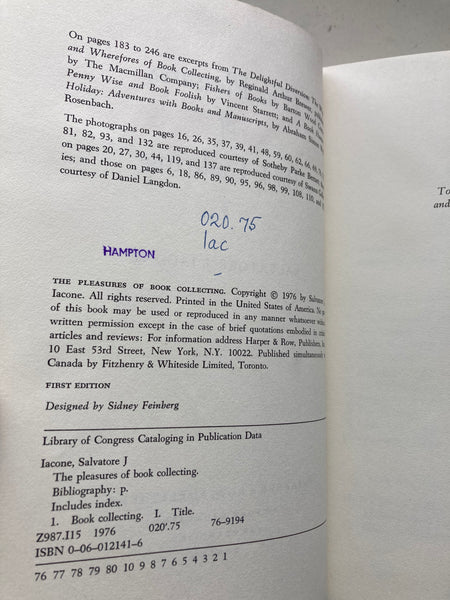 On pages 183 to 246 are excerpts from The Delightful Diversion: The
and Wherefores of Book Collecting, by Reginald Arthur Brewer,
by The Macmillan Company; Fishers of Books by Barton Wood
Penny Wise and Book Foolish by Vincent Starrett; and A Book
Holiday: Adventures with Books and Manuscripts, by Abraham Simon
Rosenbach.
The photographs on pages 16, 26, 35, 37, 39, 41, 48, 59, 60, 62, 66, 69,
81, 82, 93, and 132 are reproduced courtesy of Sotheby Parke Bernet
on pages 20, 27, 30, 44, 119, and 137 are reproduced courtesy of
ies; and those on pages 6, 18, 86, 89, 90, 95, 96, 98, 99, 108, 110, and
courtesy of Daniel Langdon.
020.75
Iac
HAMPTON
THE PLEASURES OF BOOK COLLECTING. Copyright © 1976 by Salvatore
Iacone. All rights reserved. Printed in the United States of America. No
of this book may be used or reproduced in any manner whatsoever
written permission except in the case of brief quotations embodied in
articles and reviews: For information address Harper & Row, Publishers,
10 East 53rd Street, New York, N.Y. 10022. Published simultaneously
Canada by Fitzhenry & Whiteside Limited, Toronto.
FIRST EDITION
Designed by Sidney Feinberg
Library of Congress Cataloging in Publication Data
Iacone, Salvatore J
The pleasures of book collecting.
Bibliography: p.
Includes index.
1. Book collecting. I. Title.
Z987.I15 1976 020'.75 76-9194
ISBN 0-06-012141-6
76 77 78 79 80 10 9 8 7 6 5 4 3 2 1
To
and